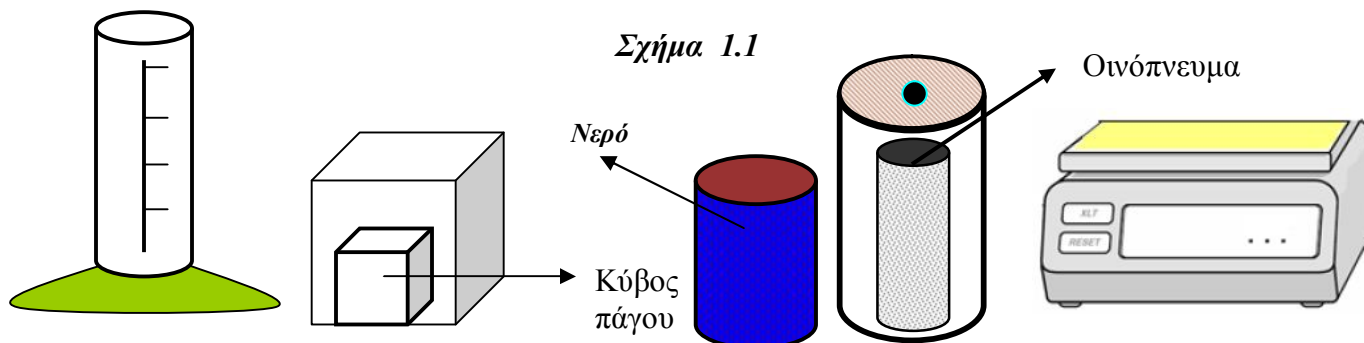 Σχήμα 1.1
Οινόπνευμα
Νερό
Κύβος
πάγου
XLT
RESET